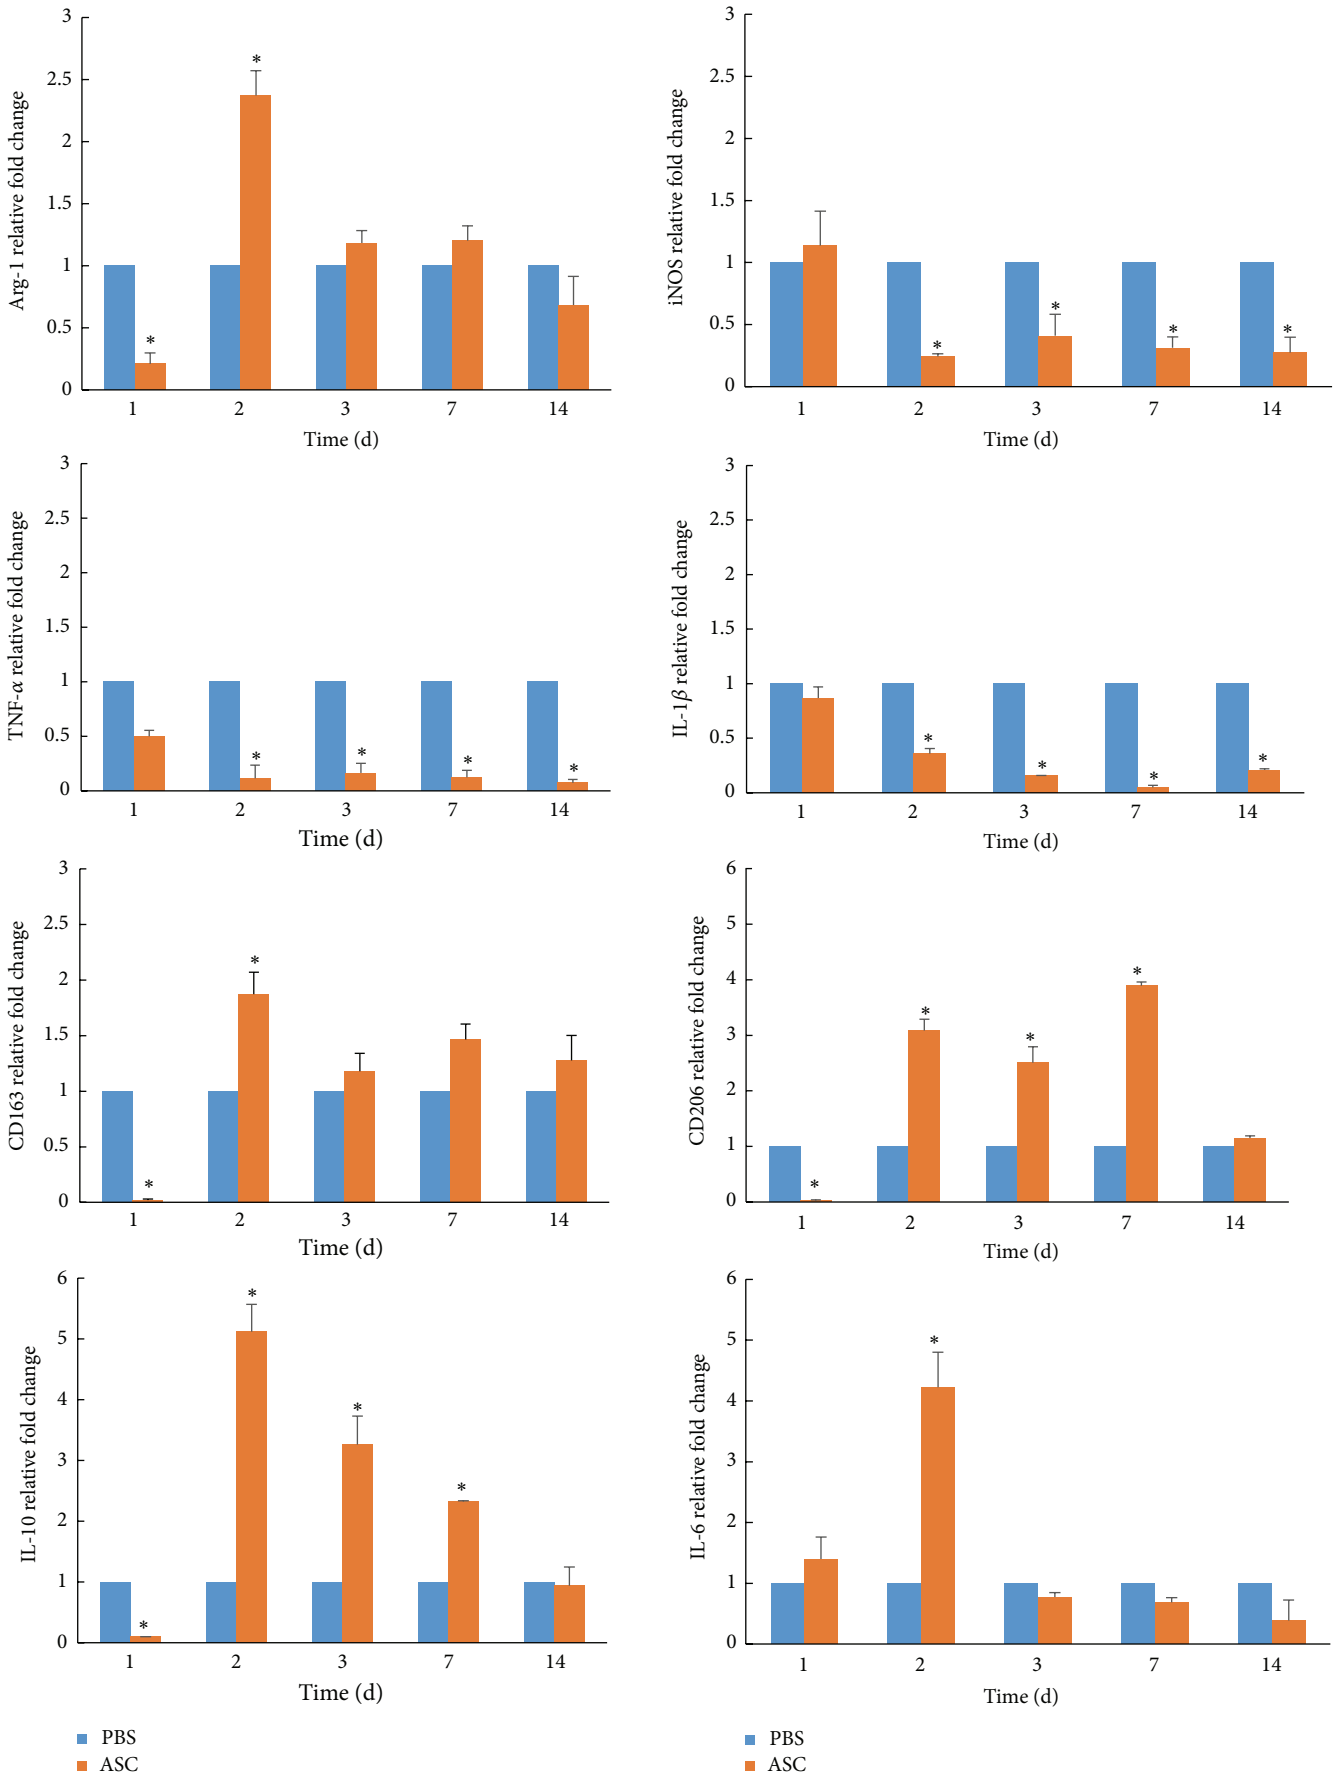 Arg-1 relative fold change
3
2.5
2
1.5
1
0.5
0
*
*
1 2 3 7 14
Time (d)
iNOS relative fold change
3
2.5
2
1.5
1
0.5
0
* * * *
1 2 3 7 14
Time (d)
TNF-α relative fold change
3
2.5
2
1.5
1
0.5
0
* * * *
1 2 3 7 14
Time (d)
IL-1β relative fold change
3
2.5
2
1.5
1
0.5
0
* * * *
1 2 3 7 14
Time (d)
CD163 relative fold change
3
2.5
2
1.5
1
0.5
0
* *
1 2 3 7 14
Time (d)
CD206 relative fold change
6
5
4
3
2
1
0
* * * *
1 2 3 7 14
Time (d)
IL-10 relative fold change
6
5
4
3
2
1
0
* * * *
1 2 3 7 14
Time (d)
IL-6 relative fold change
6
5
4
3
2
1
0
*
1 2 3 7 14
Time (d)
PBS
ASC
PBS
ASC